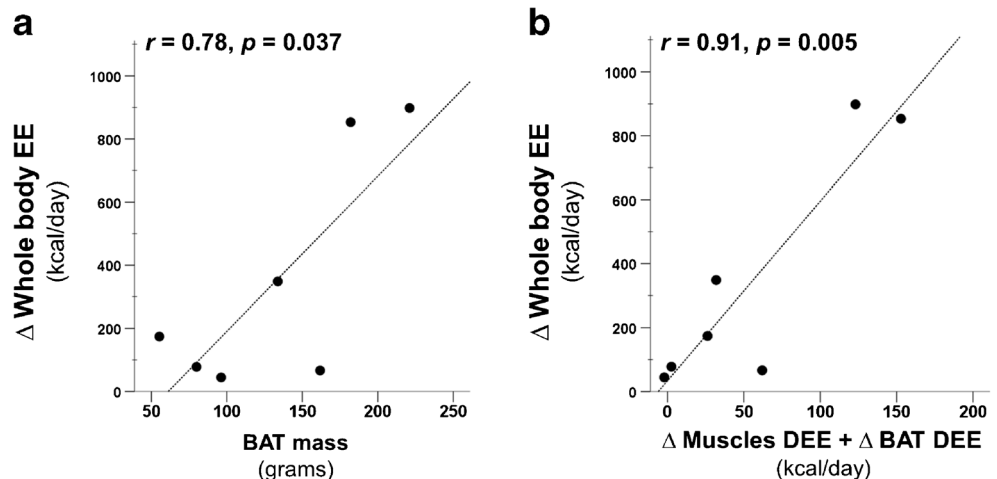 a
r = 0.78, p = 0.037
1000
800
600
400
200
0
Δ Whole body EE
(kcal/day)
50
100
150
200
250
BAT mass
(grams)
b
r = 0.91, p = 0.005
1000
800
600
400
200
0
Δ Whole body EE
(kcal/day)
0
50
100
150
200
Δ Muscles DEE + Δ BAT DEE
(kcal/day)